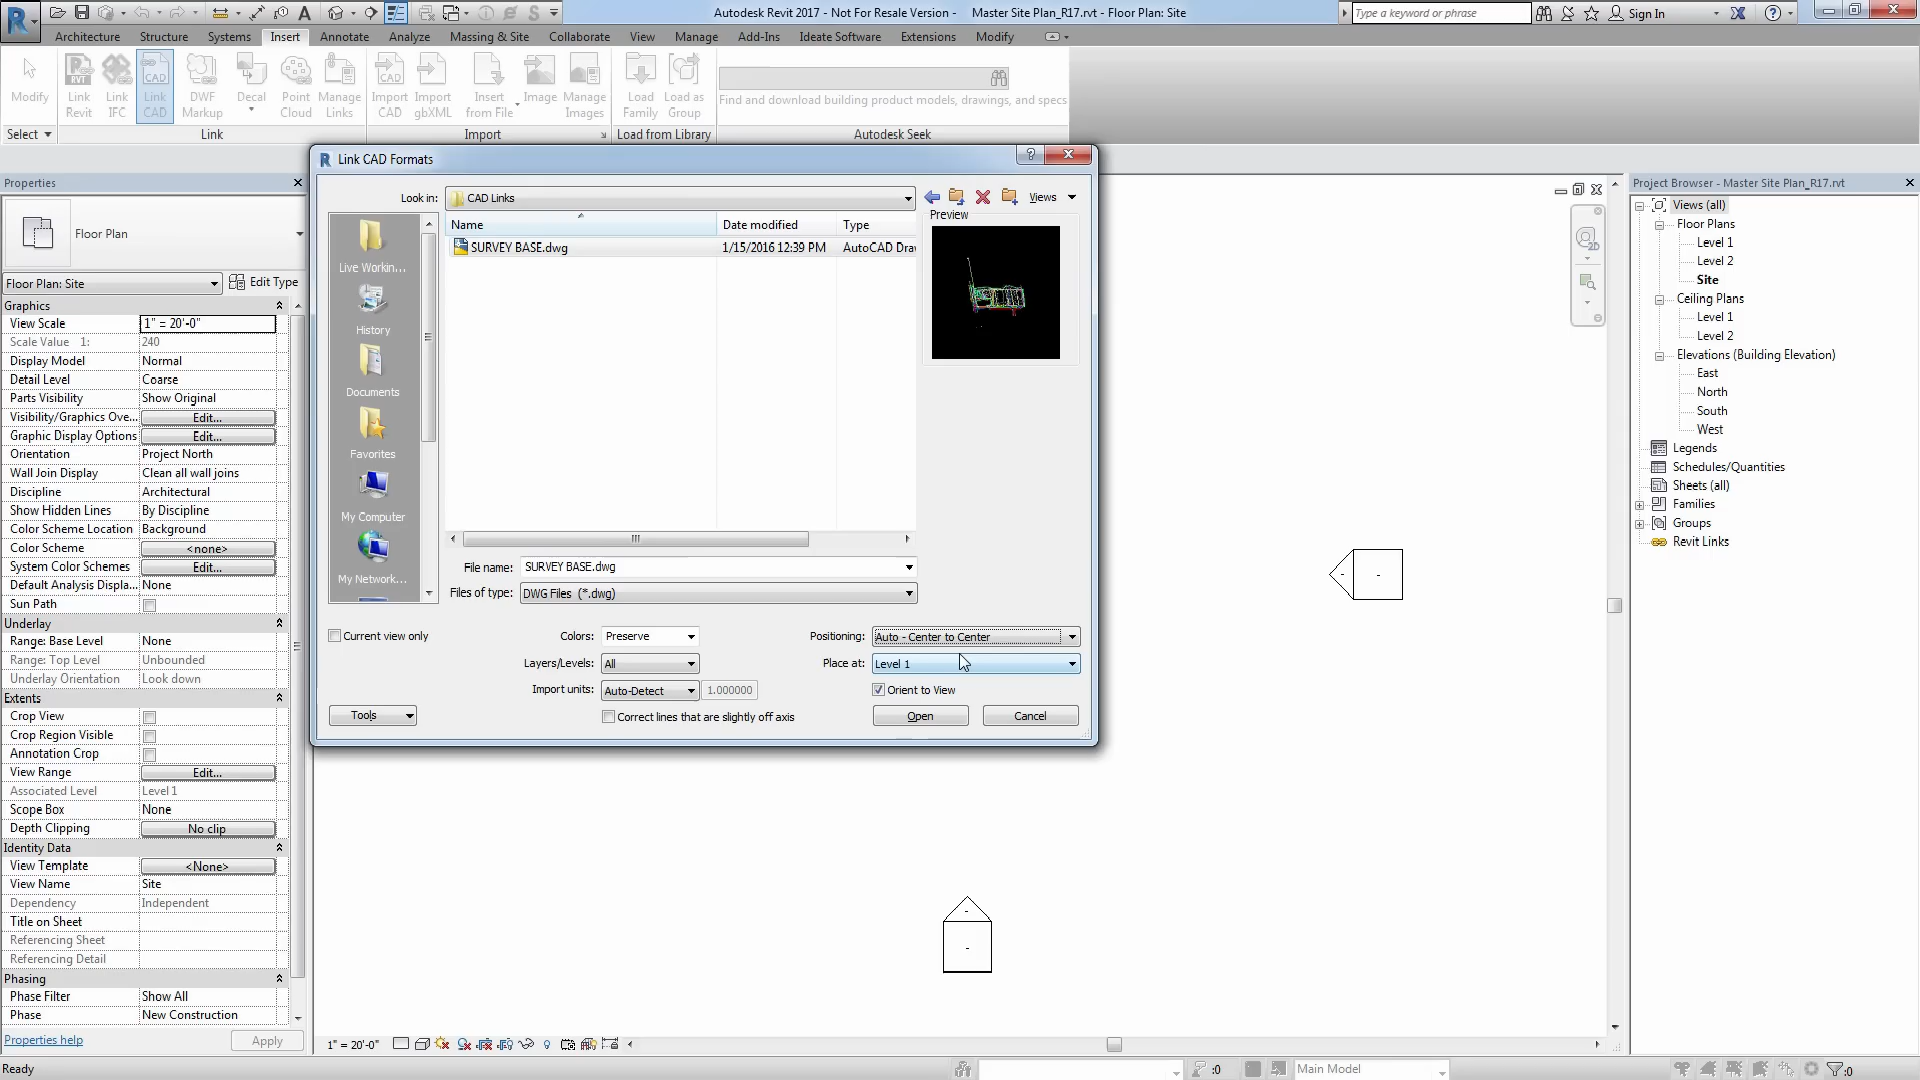 Autodesk Revit 2017 - Not For Resale Version - Master Site Plan_R17.rvt - Floor Plan: Site
Type a keyword or phrase
Sign In
Architecture Structure Systems Insert Annotate Analyze Massing & Site Collaborate View Manage Add-Ins Ideate Software Extensions Modify
Modify
Link Revit
Link IFC
Link CAD
DWF Markup
Decal
Point Cloud
Manage Links
Import CAD
Import gbXML
Insert from File
Image
Manage Images
Load Family
Load as Group
Find and download building product models, drawings, and specs
Select Link Import Load from Library Autodesk Seek
Properties
Floor Plan
Floor Plan: Site Edit Type
Graphics
View Scale 1" = 20'-0"
Scale Value 1: 240
Display Model Normal
Detail Level Coarse
Parts Visibility Show Original
Visibility/Graphics Ove... Edit...
Graphic Display Options Edit...
Orientation Project North
Wall Join Display Clean all wall joins
Discipline Architectural
Show Hidden Lines By Discipline
Color Scheme Location Background
Color Scheme <none>
System Color Schemes Edit...
Default Analysis Displa... None
Sun Path
Underlay
Range: Base Level None
Range: Top Level Unbounded
Underlay Orientation Look down
Extents
Crop View
Crop Region Visible
Annotation Crop
View Range Edit...
Associated Level Level 1
Scope Box None
Depth Clipping No clip
Identity Data
View Template <None>
View Name Site
Dependency Independent
Title on Sheet
Referencing Sheet
Referencing Detail
Phasing
Phase Filter Show All
Phase New Construction
Properties help Apply
Link CAD Formats
Look in: CAD Links Views
Name Date modified Type
SURVEY BASE.dwg 1/15/2016 12:39 PM AutoCAD Dra
Preview
Live Workin...
History
Documents
Favorites
My Computer
My Network...
File name: SURVEY BASE.dwg
Files of type: DWG Files (*.dwg)
Current view only Colors: Preserve Positioning: Auto - Center to Center
Layers/Levels: All Place at: Level 1
Import units: Auto-Detect 1.000000 Orient to View
Tools Correct lines that are slightly off axis Open Cancel
Project Browser - Master Site Plan_R17.rvt
Views (all)
Floor Plans
Level 1
Level 2
Site
Ceiling Plans
Level 1
Level 2
Elevations (Building Elevation)
East
North
South
West
Legends
Schedules/Quantities
Sheets (all)
Families
Groups
Revit Links
2D
1" = 20'-0"
Ready :0 Main Model :0